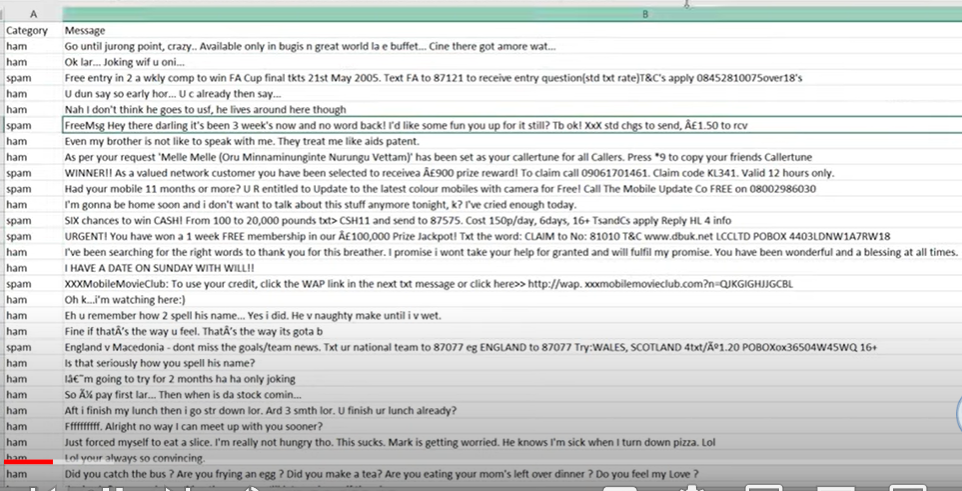 A B
Category Message
ham Go until jurong point, crazy.. Available only in bugis n great world la e buffet... Cine there got amore wat...
ham Ok lar... Joking wif u oni...
spam Free entry in 2 a wkly comp to win FA Cup final tkts 21st May 2005. Text FA to 87121 to receive entry question(std txt rate)T&C's apply 08452810075over18's
ham U dun say so early hor... U c already then say...
ham Nah I don't think he goes to usf, he lives around here though
spam FreeMsg Hey there darling it's been 3 week's now and no word back! I'd like some fun you up for it still? Tb ok! XxX std chgs to send, Â£1.50 to rcv
ham Even my brother is not like to speak with me. They treat me like aids patent.
ham As per your request 'Melle Melle (Oru Minnaminunginte Nurungu Vettam)' has been set as your callertune for all Callers. Press *9 to copy your friends Callertune
spam WINNER!! As a valued network customer you have been selected to receivea Â£900 prize reward! To claim call 09061701461. Claim code KL341. Valid 12 hours only.
spam Had your mobile 11 months or more? U R entitled to Update to the latest colour mobiles with camera for Free! Call The Mobile Update Co FREE on 08002986030
ham I'm gonna be home soon and i don't want to talk about this stuff anymore tonight, k? I've cried enough today.
spam SIX chances to win CASH! From 100 to 20,000 pounds txt> CSH11 and send to 87575. Cost 150p/day, 6days, 16+ TsandCs apply Reply HL 4 info
spam URGENT! You have won a 1 week FREE membership in our Â£100,000 Prize Jackpot! Txt the word: CLAIM to No: 81010 T&C www.dbuk.net LCCLTD POBOX 4403LDNW1A7RW18
ham I've been searching for the right words to thank you for this breather. I promise i wont take your help for granted and will fulfil my promise. You have been wonderful and a blessing at all times.
ham I HAVE A DATE ON SUNDAY WITH WILL!!
spam XXXMobileMovieClub: To use your credit, click the WAP link in the next txt message or click here>> http://wap. xxxmobilemovieclub.com?n=QJKGIGHJJGCBL
ham Oh k...i'm watching here:)
ham Eh u remember how 2 spell his name... Yes i did. He v naughty make until i v wet.
ham Fine if thatÂ's the way u feel. ThatÂ's the way its gota b
spam England v Macedonia - dont miss the goals/team news. Txt ur national team to 87077 eg ENGLAND to 87077 Try:WALES, SCOTLAND 4txt/Ãº1.20 POBOXox36504W45WQ 16+
ham Is that seriously how you spell his name?
ham Iâ€˜m going to try for 2 months ha ha only joking
ham So Ã¼ pay first lar... Then when is da stock comin...
ham Aft i finish my lunch then i go str down lor. Ard 3 smth lor. U finish ur lunch already?
ham Ffffffffff. Alright no way I can meet up with you sooner?
ham Just forced myself to eat a slice. I'm really not hungry tho. This sucks. Mark is getting worried. He knows I'm sick when I turn down pizza. Lol
ham Lol your always so convincing.
ham Did you catch the bus ? Are you frying an egg ? Did you make a tea? Are you eating your mom's left over dinner ? Do you feel my Love ?